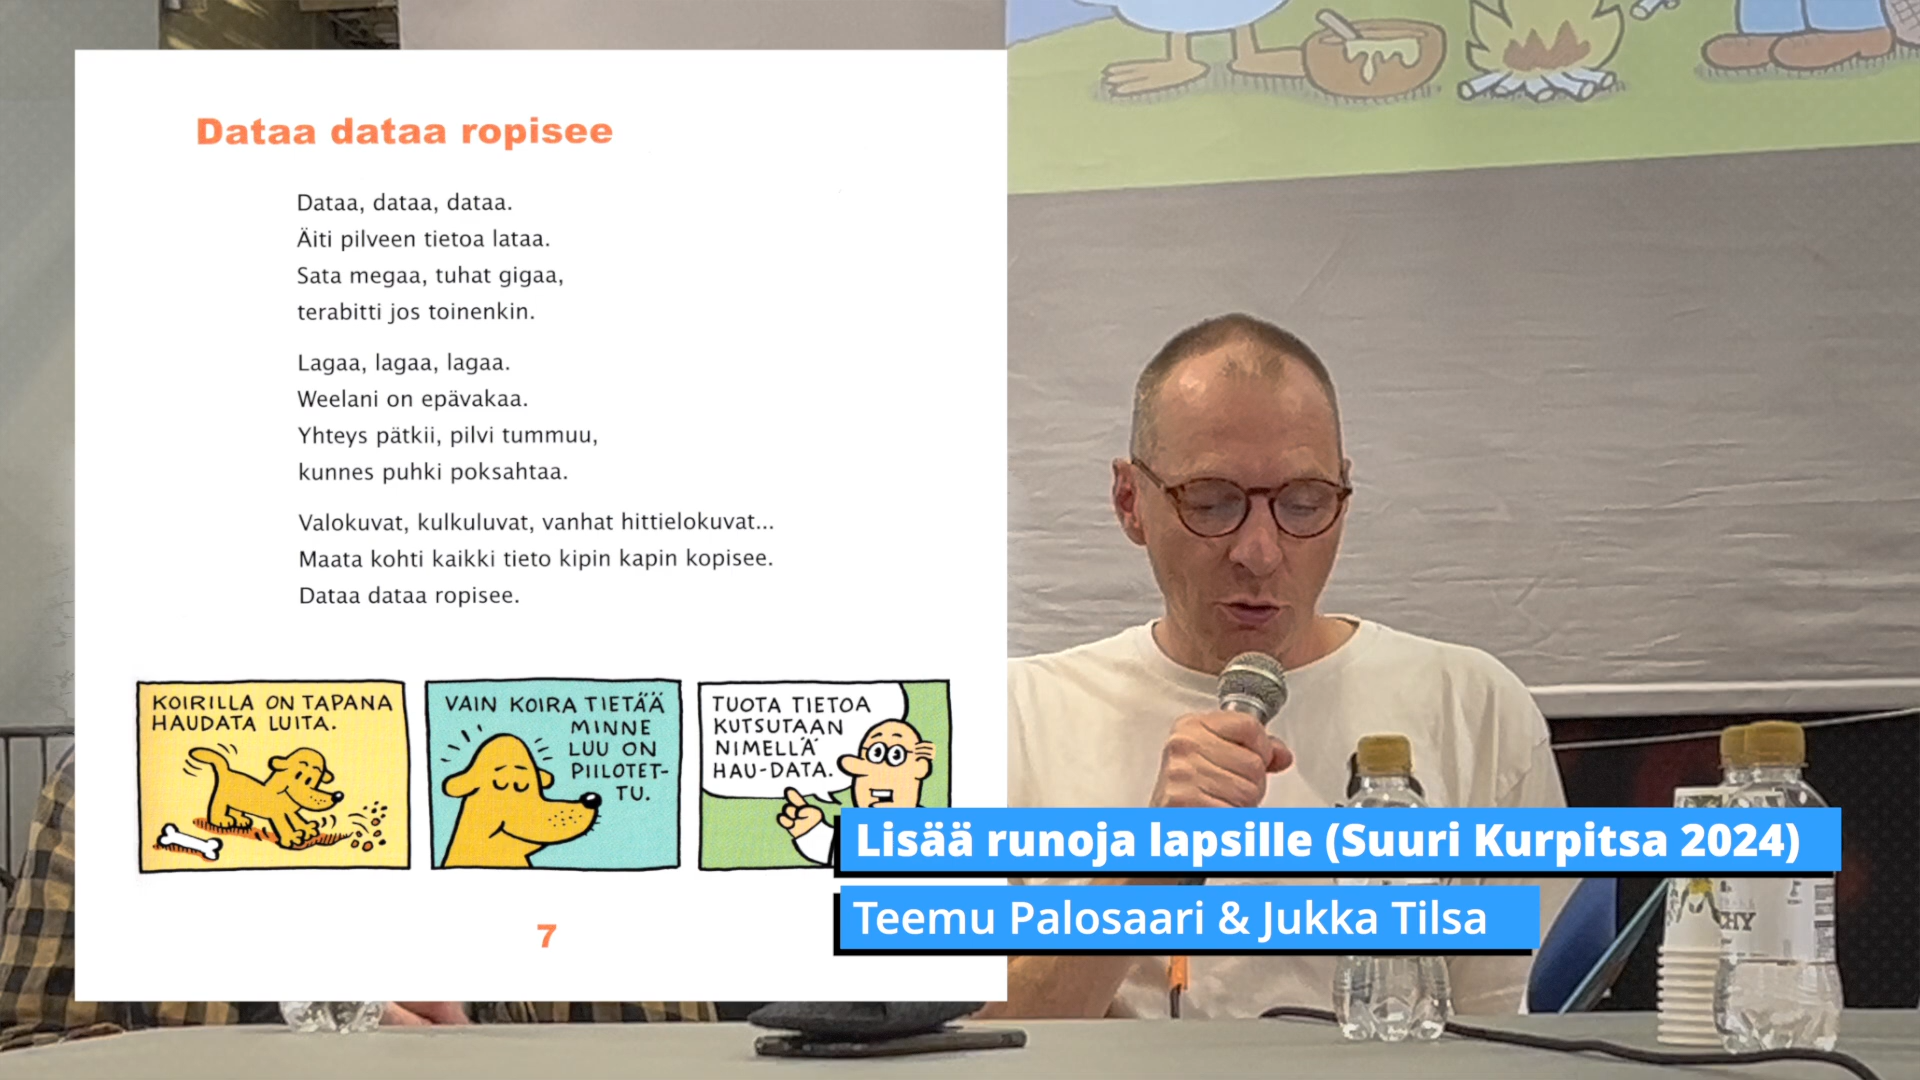 Dataa dataa ropisee
Dataa, dataa, dataa.
Äiti pilveen tietoa lataa.
Sata megaa, tuhat gigaa,
terabitti jos toinenkin.
Lagaa, lagaa, lagaa.
Weelani on epävakaa.
Yhteys pätkii, pilvi tummuu,
kunnes puhki poksahtaa.
Valokuvat, kulkuluvat, vanhat hittielokuvat...
Maata kohti kaikki tieto kipin kapin kopisee.
Dataa dataa ropisee.
KOIRILLA ON TAPANA
HAUDATA LUITA.
VAIN KOIRA TIETÄÄ
MINNE
LUU ON
PIILOTET-
TU.
TUOTA TIETOA
KUTSUTAAN
NIMELLÄ
HAU-DATA.
7
Lisää runoja lapsille (Suuri Kurpitsa 2024)
Teemu Palosaari & Jukka Tilsa